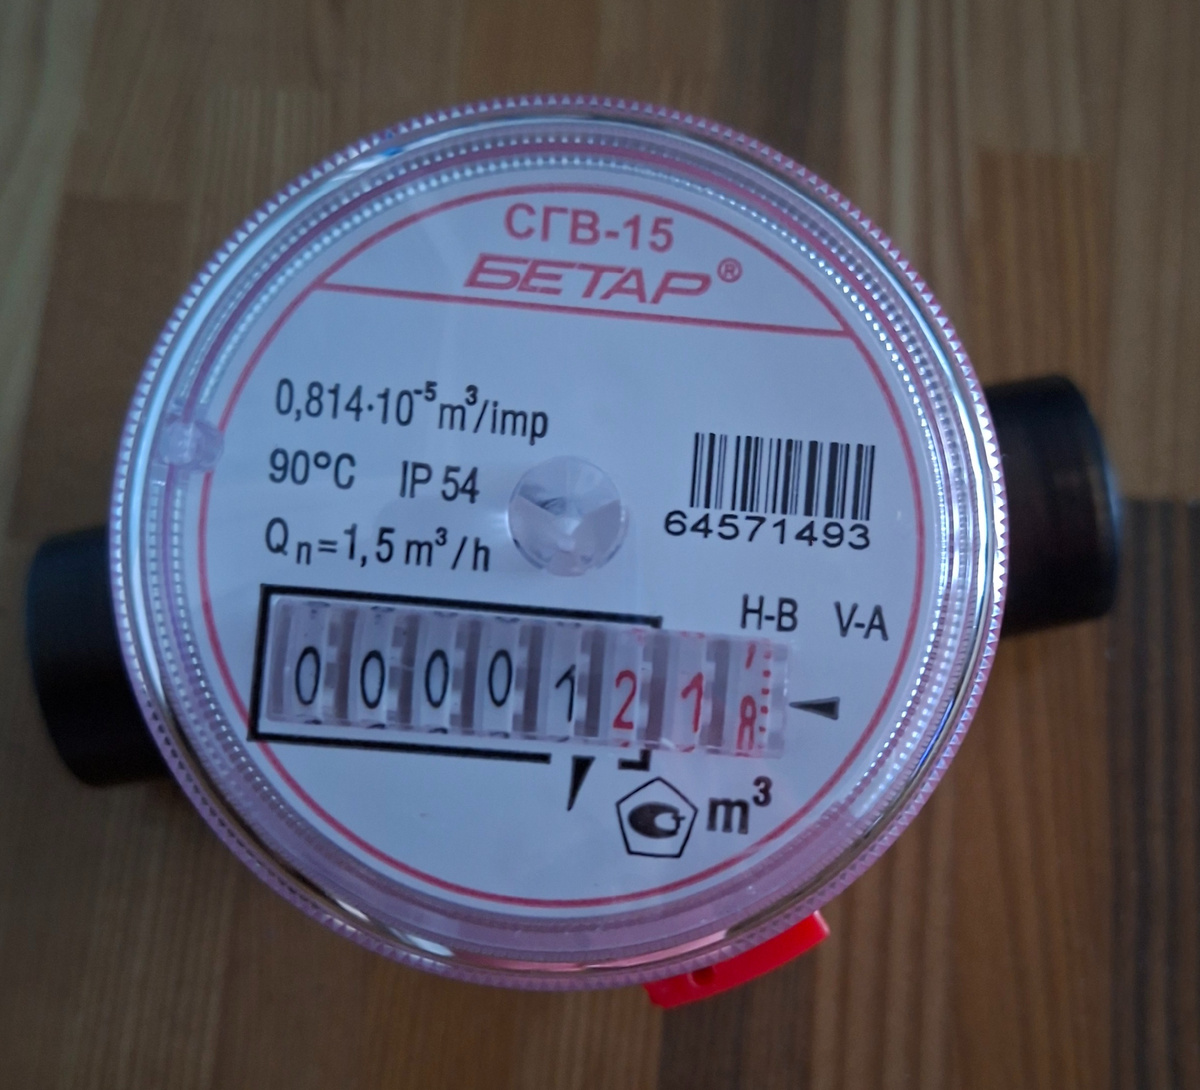 СГВ-15
БЕТАР®
0,814·10⁻⁵m³/imp
90°C IP 54
Qn=1,5 m³/h
64571493
H-B V-A
00001218
m³